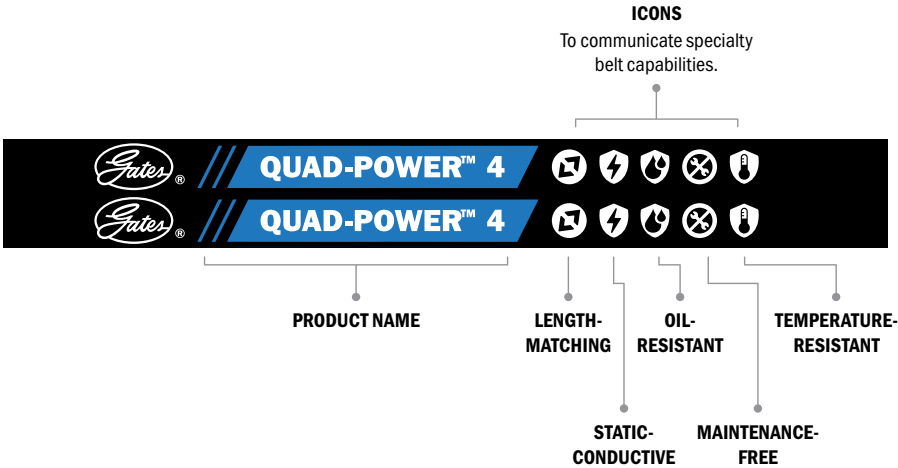 ICONS
To communicate specialty
belt capabilities.
Gates ® QUAD-POWER™ 4
Gates ® QUAD-POWER™ 4
PRODUCT NAME
LENGTH-
MATCHING
OIL-
RESISTANT
TEMPERATURE-
RESISTANT
STATIC-
CONDUCTIVE
MAINTENANCE-
FREE